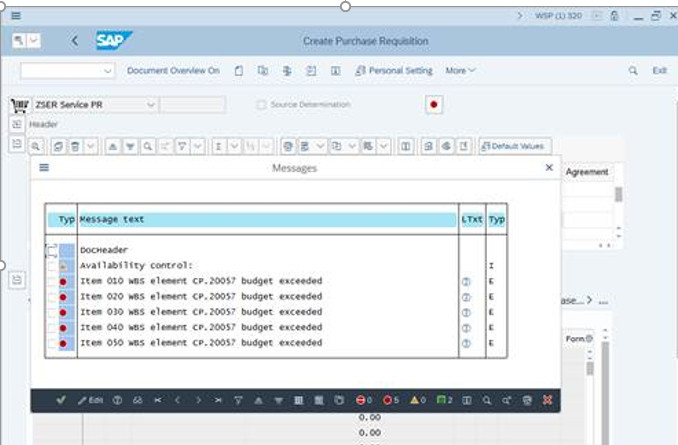 WSP (1) 320
SAP
Create Purchase Requisition
Document Overview On
Personal Setting
More
Exit
ZSER Service PR
Source Determination
Header
Default Values
Messages
Agreement
Typ Message text LTxt Typ
DocHeader
Availability control: I
Item 010 WBS element CP.20057 budget exceeded E
Item 020 WBS element CP.20057 budget exceeded E
Item 030 WBS element CP.20057 budget exceeded E
Item 040 WBS element CP.20057 budget exceeded E
Item 050 WBS element CP.20057 budget exceeded E
ase... > ...
Form
Edit 0 5 0 2
0.00
0.00